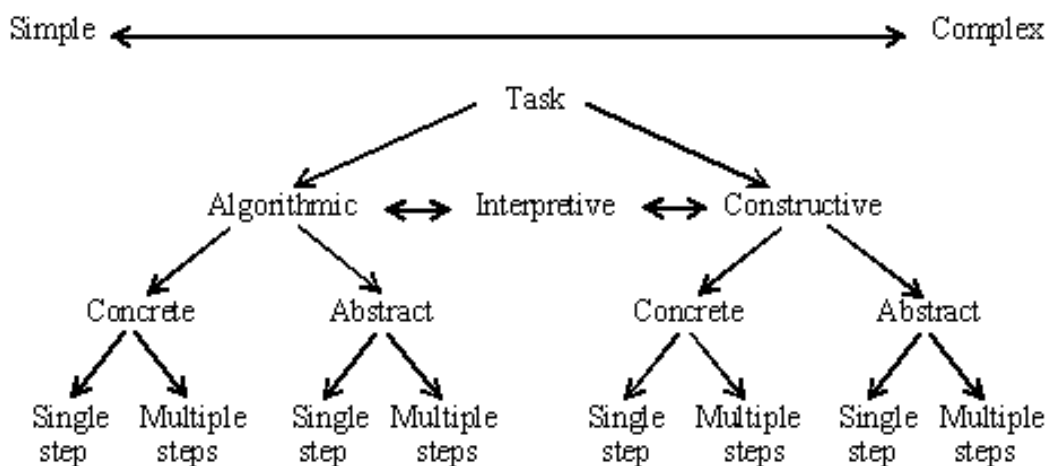 Simple Complex
Task
Algorithmic Interpretive Constructive
Concrete Abstract Concrete Abstract
Single Multiple Single Multiple Single Multiple Single Multiple
step steps step steps step steps step steps